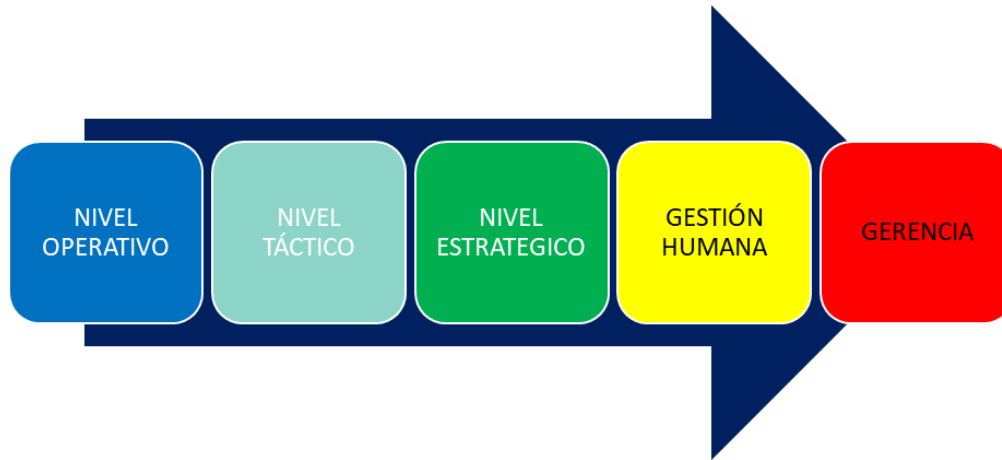 NIVEL
OPERATIVO
NIVEL
TÁCTICO
NIVEL
ESTRATEGICO
GESTIÓN
HUMANA
GERENCIA